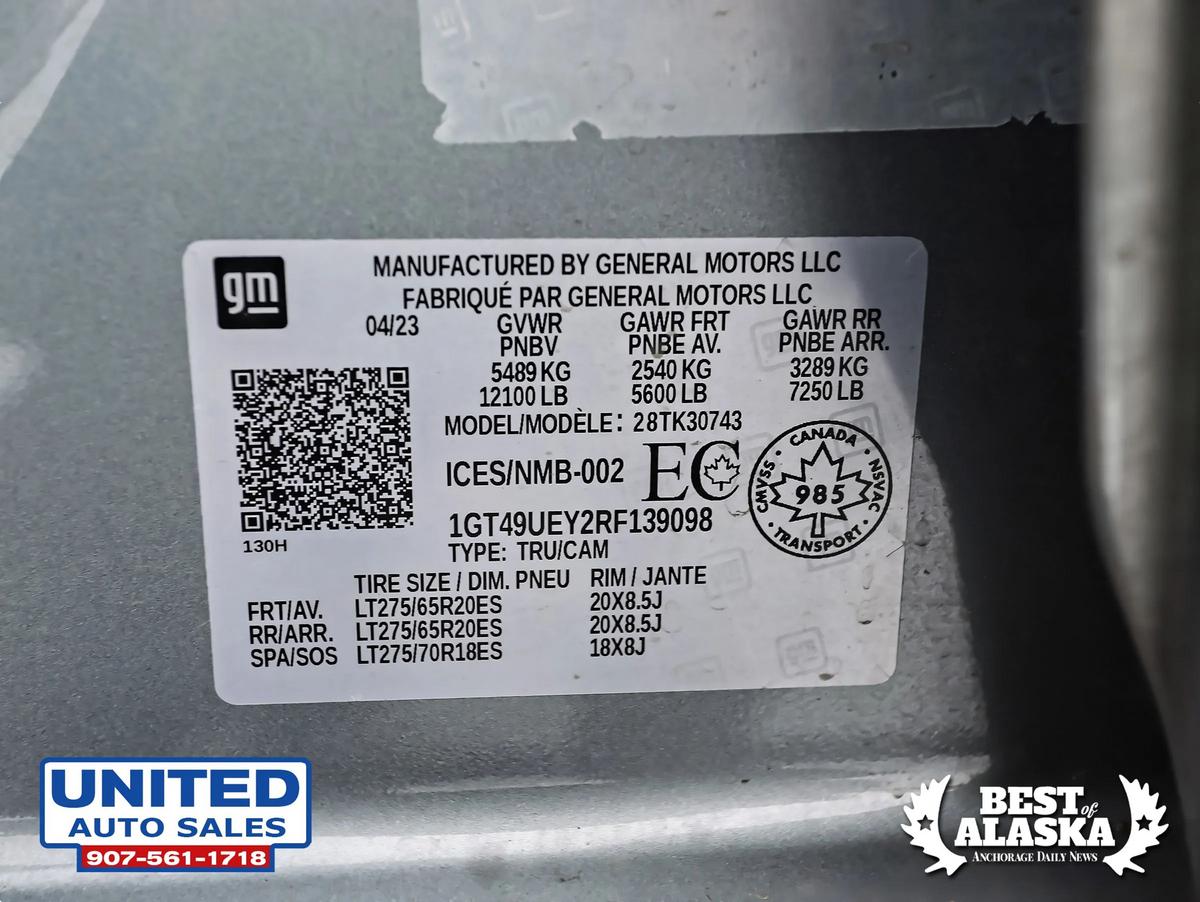 gm
MANUFACTURED BY GENERAL MOTORS LLC
FABRIQUÉ PAR GENERAL MOTORS LLC
04/23 GVWR GAWR FRT GAWR RR
PNBV PNBE AV. PNBE ARR.
5489 KG 2540 KG 3289 KG
12100 LB 5600 LB 7250 LB
MODEL/MODÈLE: 28TK30743
ICES/NMB-002 EC
CANADA
CMVSS 985 NSVAC
TRANSPORT
1GT49UEY2RF139098
130H
TYPE: TRU/CAM
TIRE SIZE / DIM. PNEU RIM / JANTE
FRT/AV. LT275/65R20ES 20X8.5J
RR/ARR. LT275/65R20ES 20X8.5J
SPA/SOS LT275/70R18ES 18X8J
UNITED
AUTO SALES
907-561-1718
BEST of
ALASKA
ANCHORAGE DAILY NEWS